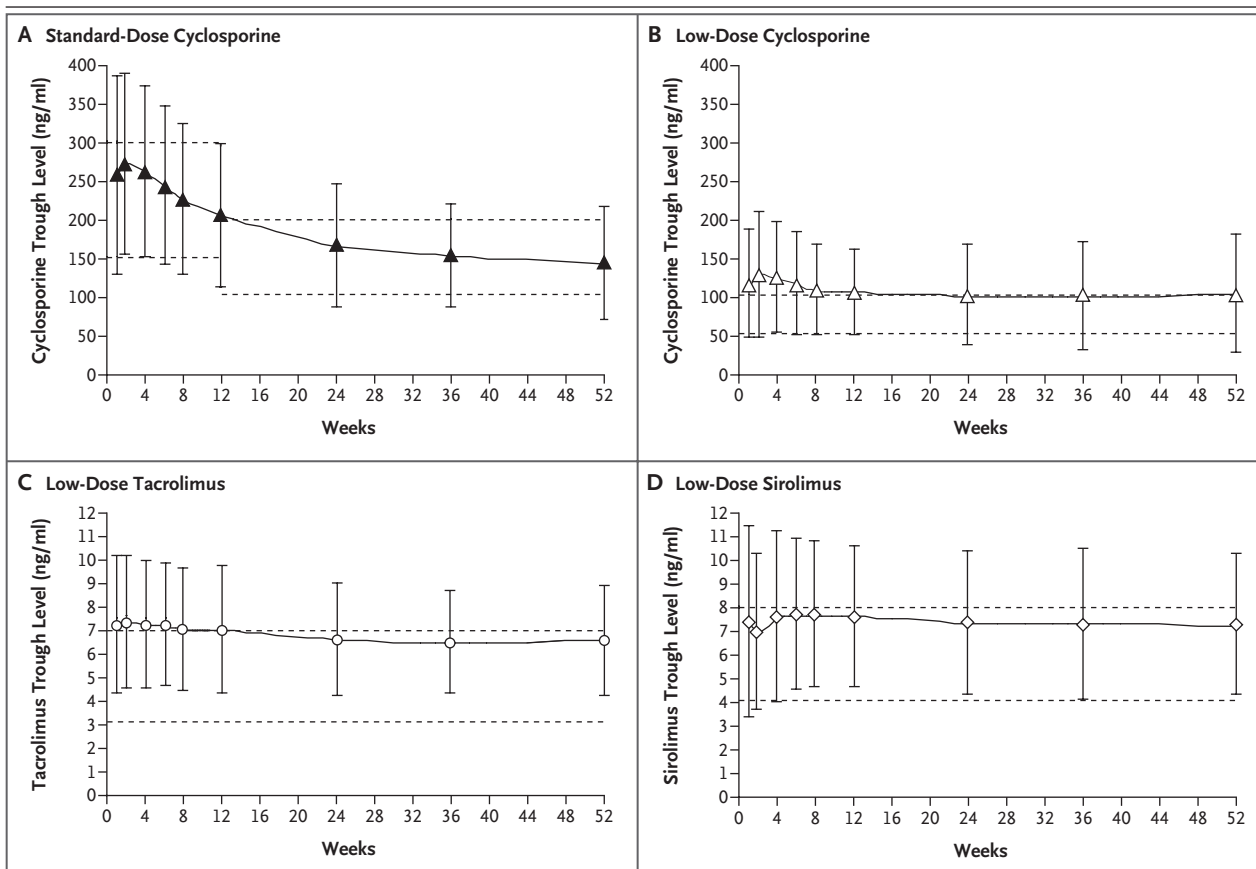 A Standard-Dose Cyclosporine
Cyclosporine Trough Level (ng/ml)
400
350
300
250
200
150
100
50
0
0 4 8 12 16 20 24 28 32 36 40 44 48 52
Weeks
B Low-Dose Cyclosporine
Cyclosporine Trough Level (ng/ml)
400
350
300
250
200
150
100
50
0
0 4 8 12 16 20 24 28 32 36 40 44 48 52
Weeks
C Low-Dose Tacrolimus
Tacrolimus Trough Level (ng/ml)
12
11
10
9
8
7
6
5
4
3
2
1
0
0 4 8 12 16 20 24 28 32 36 40 44 48 52
Weeks
D Low-Dose Sirolimus
Sirolimus Trough Level (ng/ml)
12
11
10
9
8
7
6
5
4
3
2
1
0
0 4 8 12 16 20 24 28 32 36 40 44 48 52
Weeks